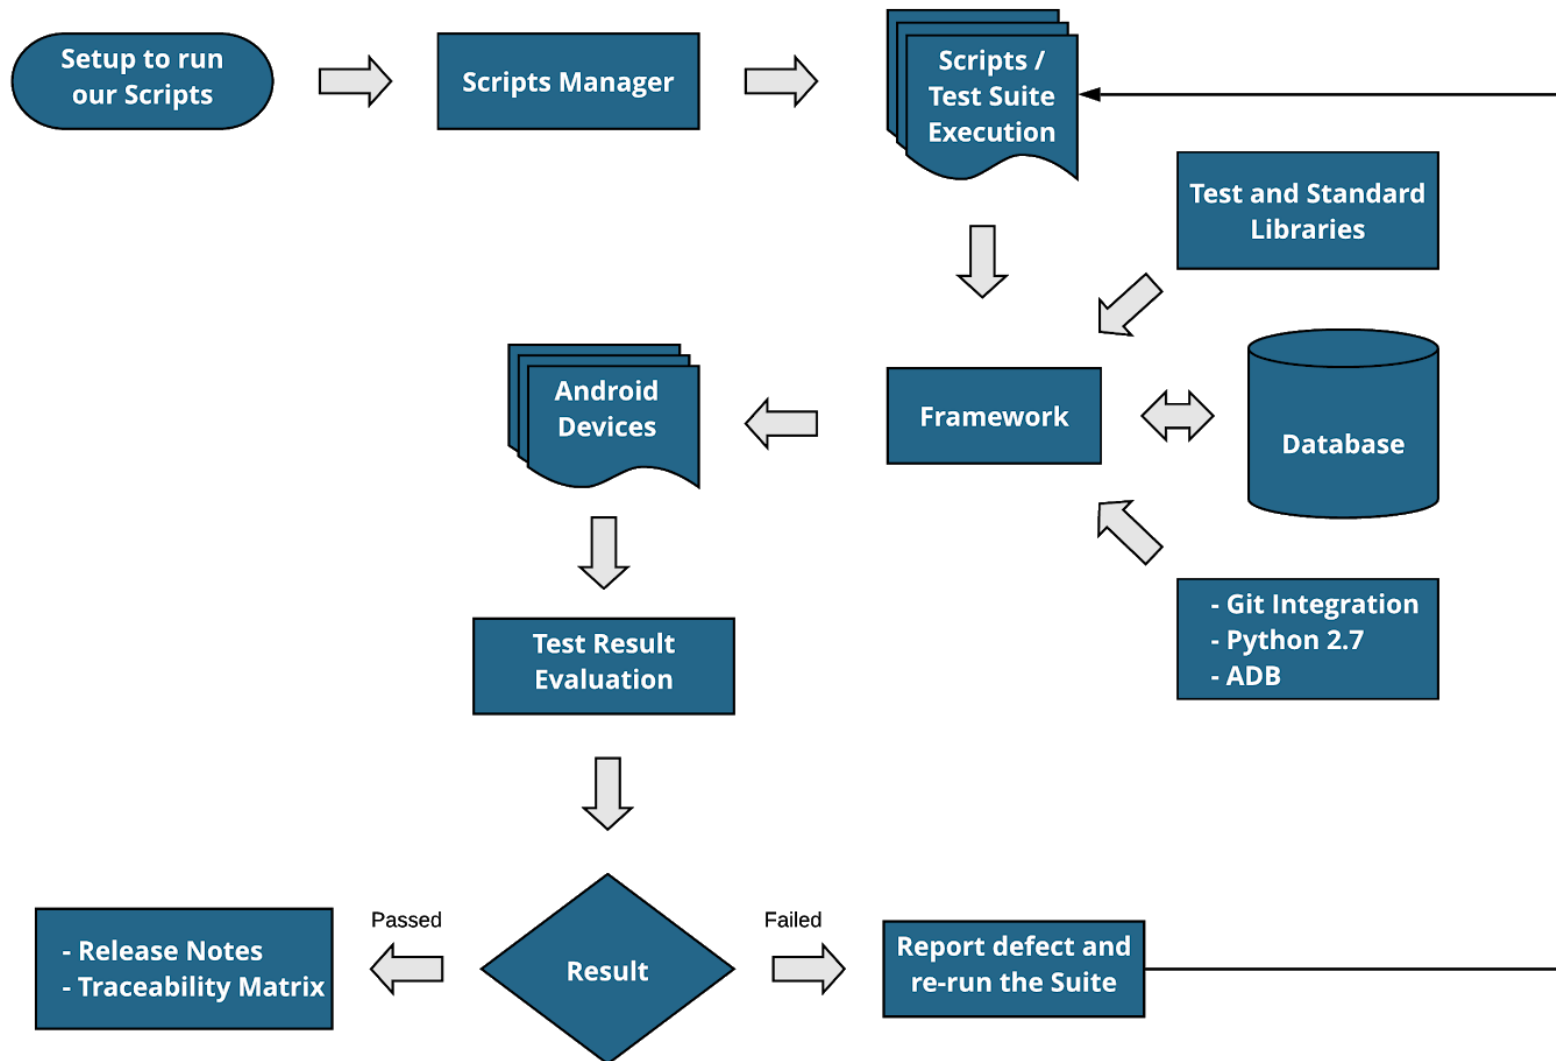 Setup to run
our Scripts
Scripts Manager
Scripts /
Test Suite
Execution
Test and Standard
Libraries
Android
Devices
Framework
Database
- Git Integration
- Python 2.7
- ADB
Test Result
Evaluation
Passed
Failed
- Release Notes
- Traceability Matrix
Result
Report defect and
re-run the Suite